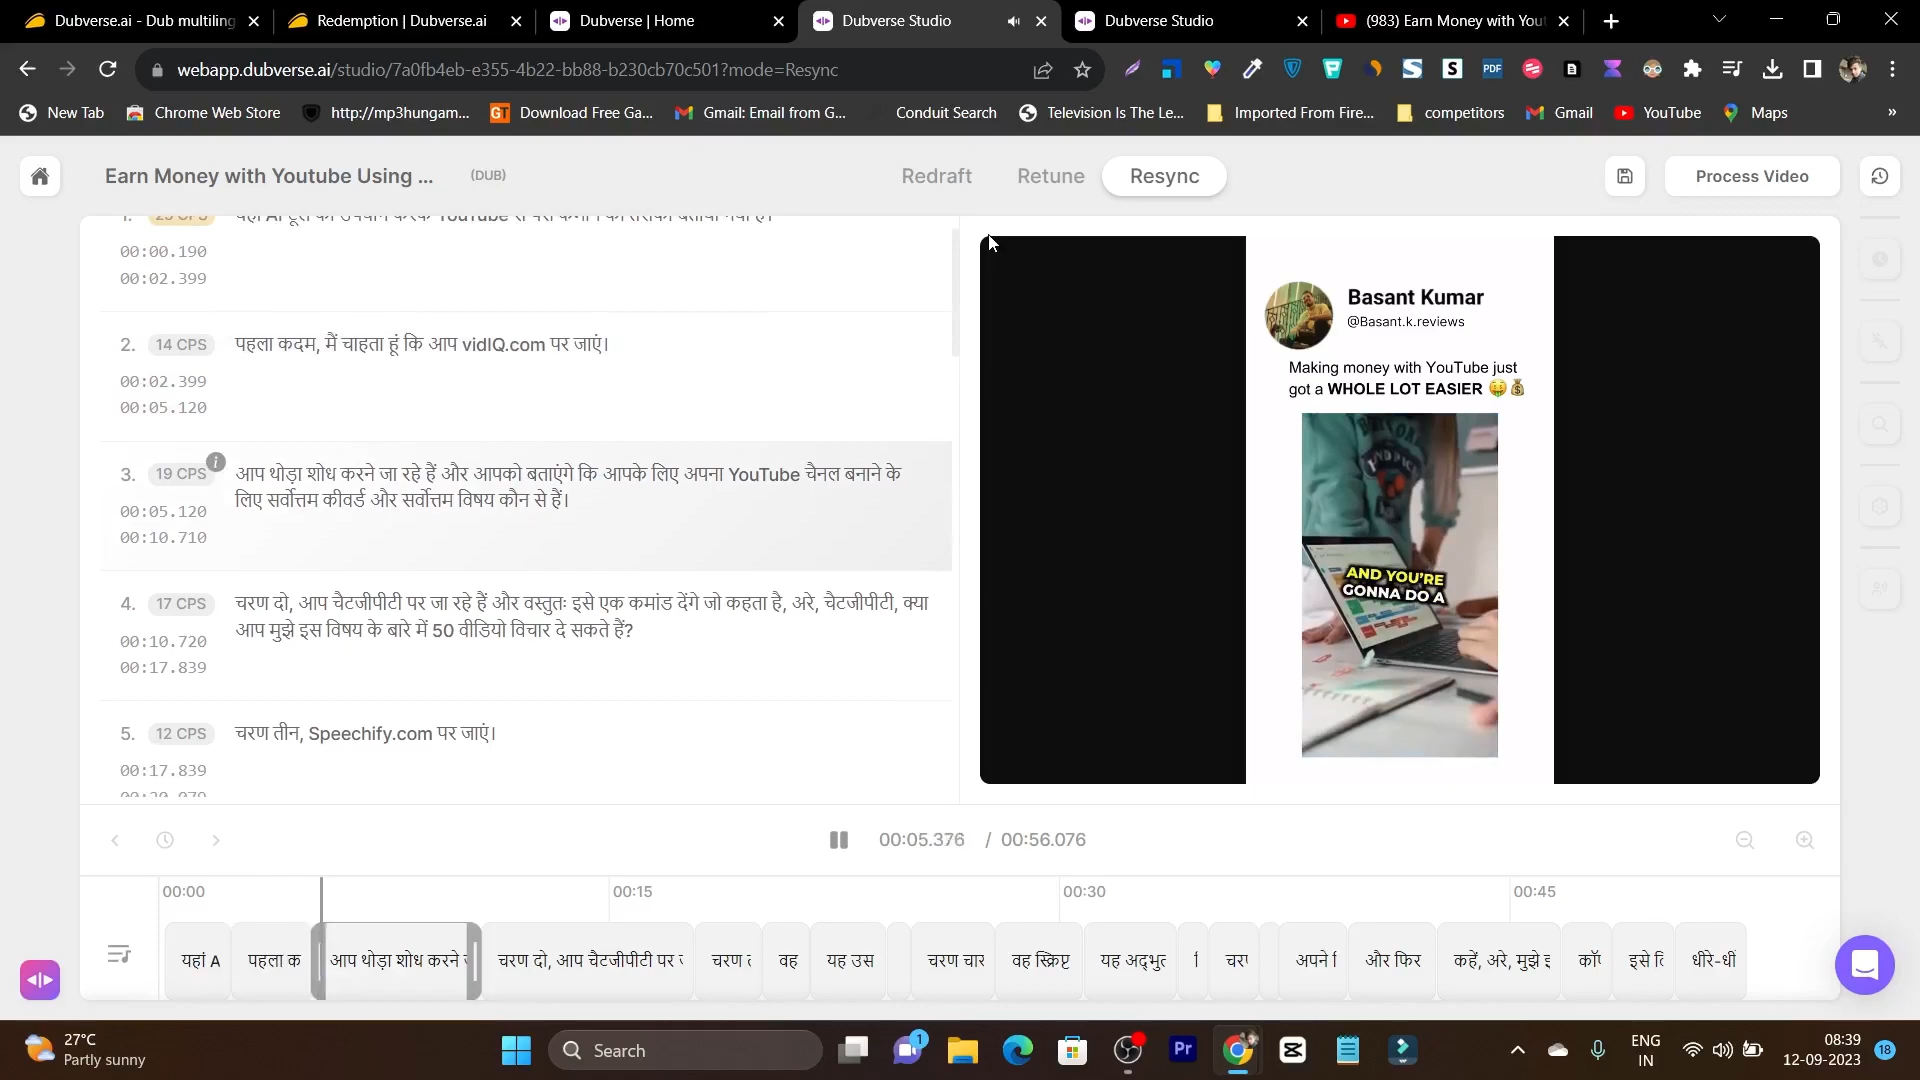 Dubverse.ai - Dub multiling
Redemption | Dubverse.ai
Dubverse | Home
Dubverse Studio
Dubverse Studio
(983) Earn Money with Yout
webapp.dubverse.ai/studio/7a0fb4eb-e355-4b22-bb88-b230cb70c501?mode=Resync
New Tab
Chrome Web Store
http://mp3hungam...
Download Free Ga...
Gmail: Email from G...
Conduit Search
Television Is The Le...
Imported From Fire...
competitors
Gmail
YouTube
Maps
»
Earn Money with Youtube Using ...
(DUB)
Redraft
Retune
Resync
Process Video
00:00.190
00:02.399
2. 14 CPS पहला कदम, मैं चाहता हूं कि आप vidIQ.com पर जाएं।
00:02.399
00:05.120
3. 19 CPS आप थोड़ा शोध करने जा रहे हैं और आपको बताएंगे कि आपके लिए अपना YouTube चैनल बनाने के
लिए सर्वोत्तम कीवर्ड और सर्वोत्तम विषय कौन से हैं।
00:05.120
00:10.710
4. 17 CPS चरण दो, आप चैटजीपीटी पर जा रहे हैं और वस्तुतः इसे एक कमांड देंगे जो कहता है, अरे, चैटजीपीटी, क्या
आप मुझे इस विषय के बारे में 50 वीडियो विचार दे सकते हैं?
00:10.720
00:17.839
5. 12 CPS चरण तीन, Speechify.com पर जाएं।
00:17.839
Basant Kumar
@Basant.k.reviews
Making money with YouTube just
got a WHOLE LOT EASIER 🤑💰
AND YOU'RE
GONNA DO A
00:05.376 / 00:56.076
00:00
00:15
00:30
00:45
यहां A
पहला क
आप थोड़ा शोध करने
चरण दो, आप चैटजीपीटी पर
चरण
वह
यह उस
चरण चार
वह स्क्रिप्ट
यह अद्भुत
अपने
और फिर
कहें, अरे, मुझे
इसे
धीरे-धी
27°C
Partly sunny
Search
1
PDF
Pr
ENG
IN
08:39
12-09-2023
18